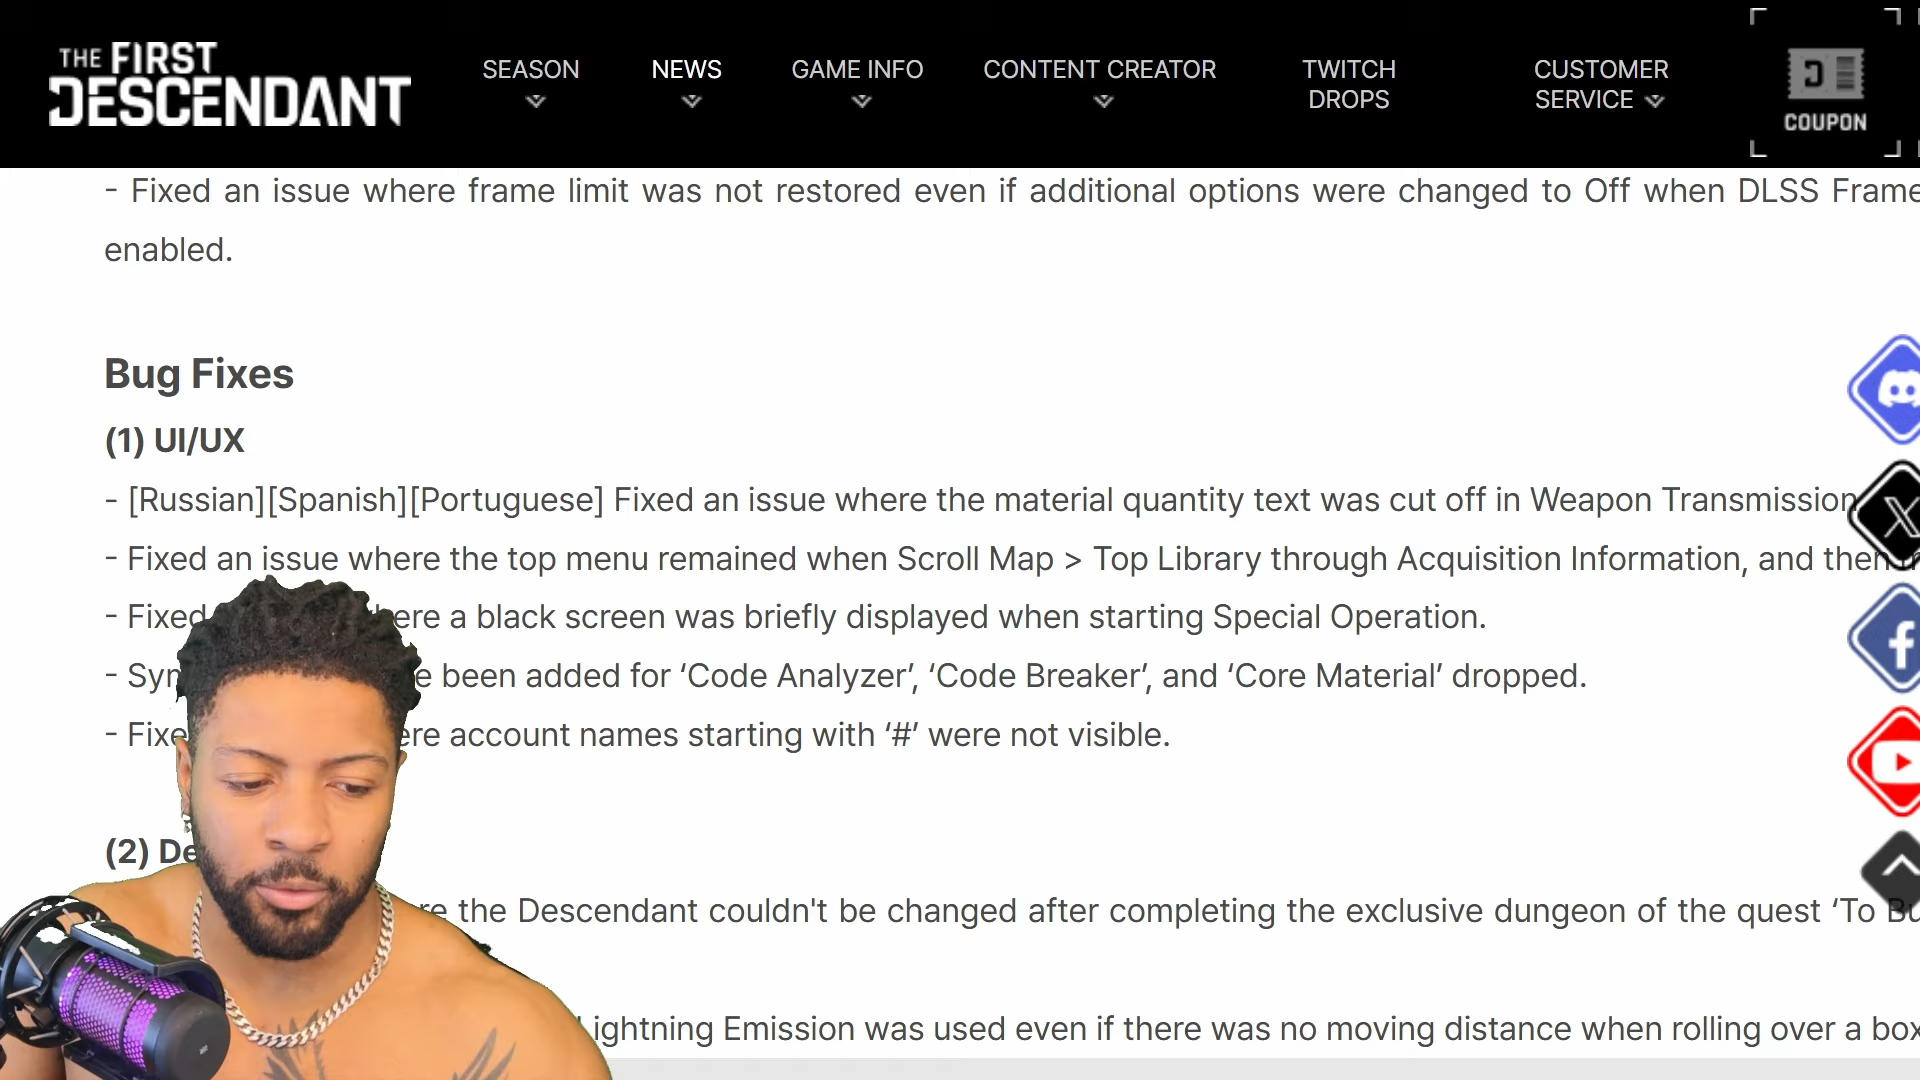 THE FIRST DESCENDANT
SEASON
NEWS
GAME INFO
CONTENT CREATOR
TWITCH DROPS
CUSTOMER SERVICE
COUPON
- Fixed an issue where frame limit was not restored even if additional options were changed to Off when DLSS Frame
enabled.
Bug Fixes
(1) UI/UX
- [Russian][Spanish][Portuguese] Fixed an issue where the material quantity text was cut off in Weapon Transmission
- Fixed an issue where the top menu remained when Scroll Map > Top Library through Acquisition Information, and then
- Fixed here a black screen was briefly displayed when starting Special Operation.
- Syn e been added for ‘Code Analyzer’, ‘Code Breaker’, and ‘Core Material’ dropped.
- Fixe ere account names starting with ‘#’ were not visible.
(2) De
re the Descendant couldn't be changed after completing the exclusive dungeon of the quest ‘To Bu
Lightning Emission was used even if there was no moving distance when rolling over a box